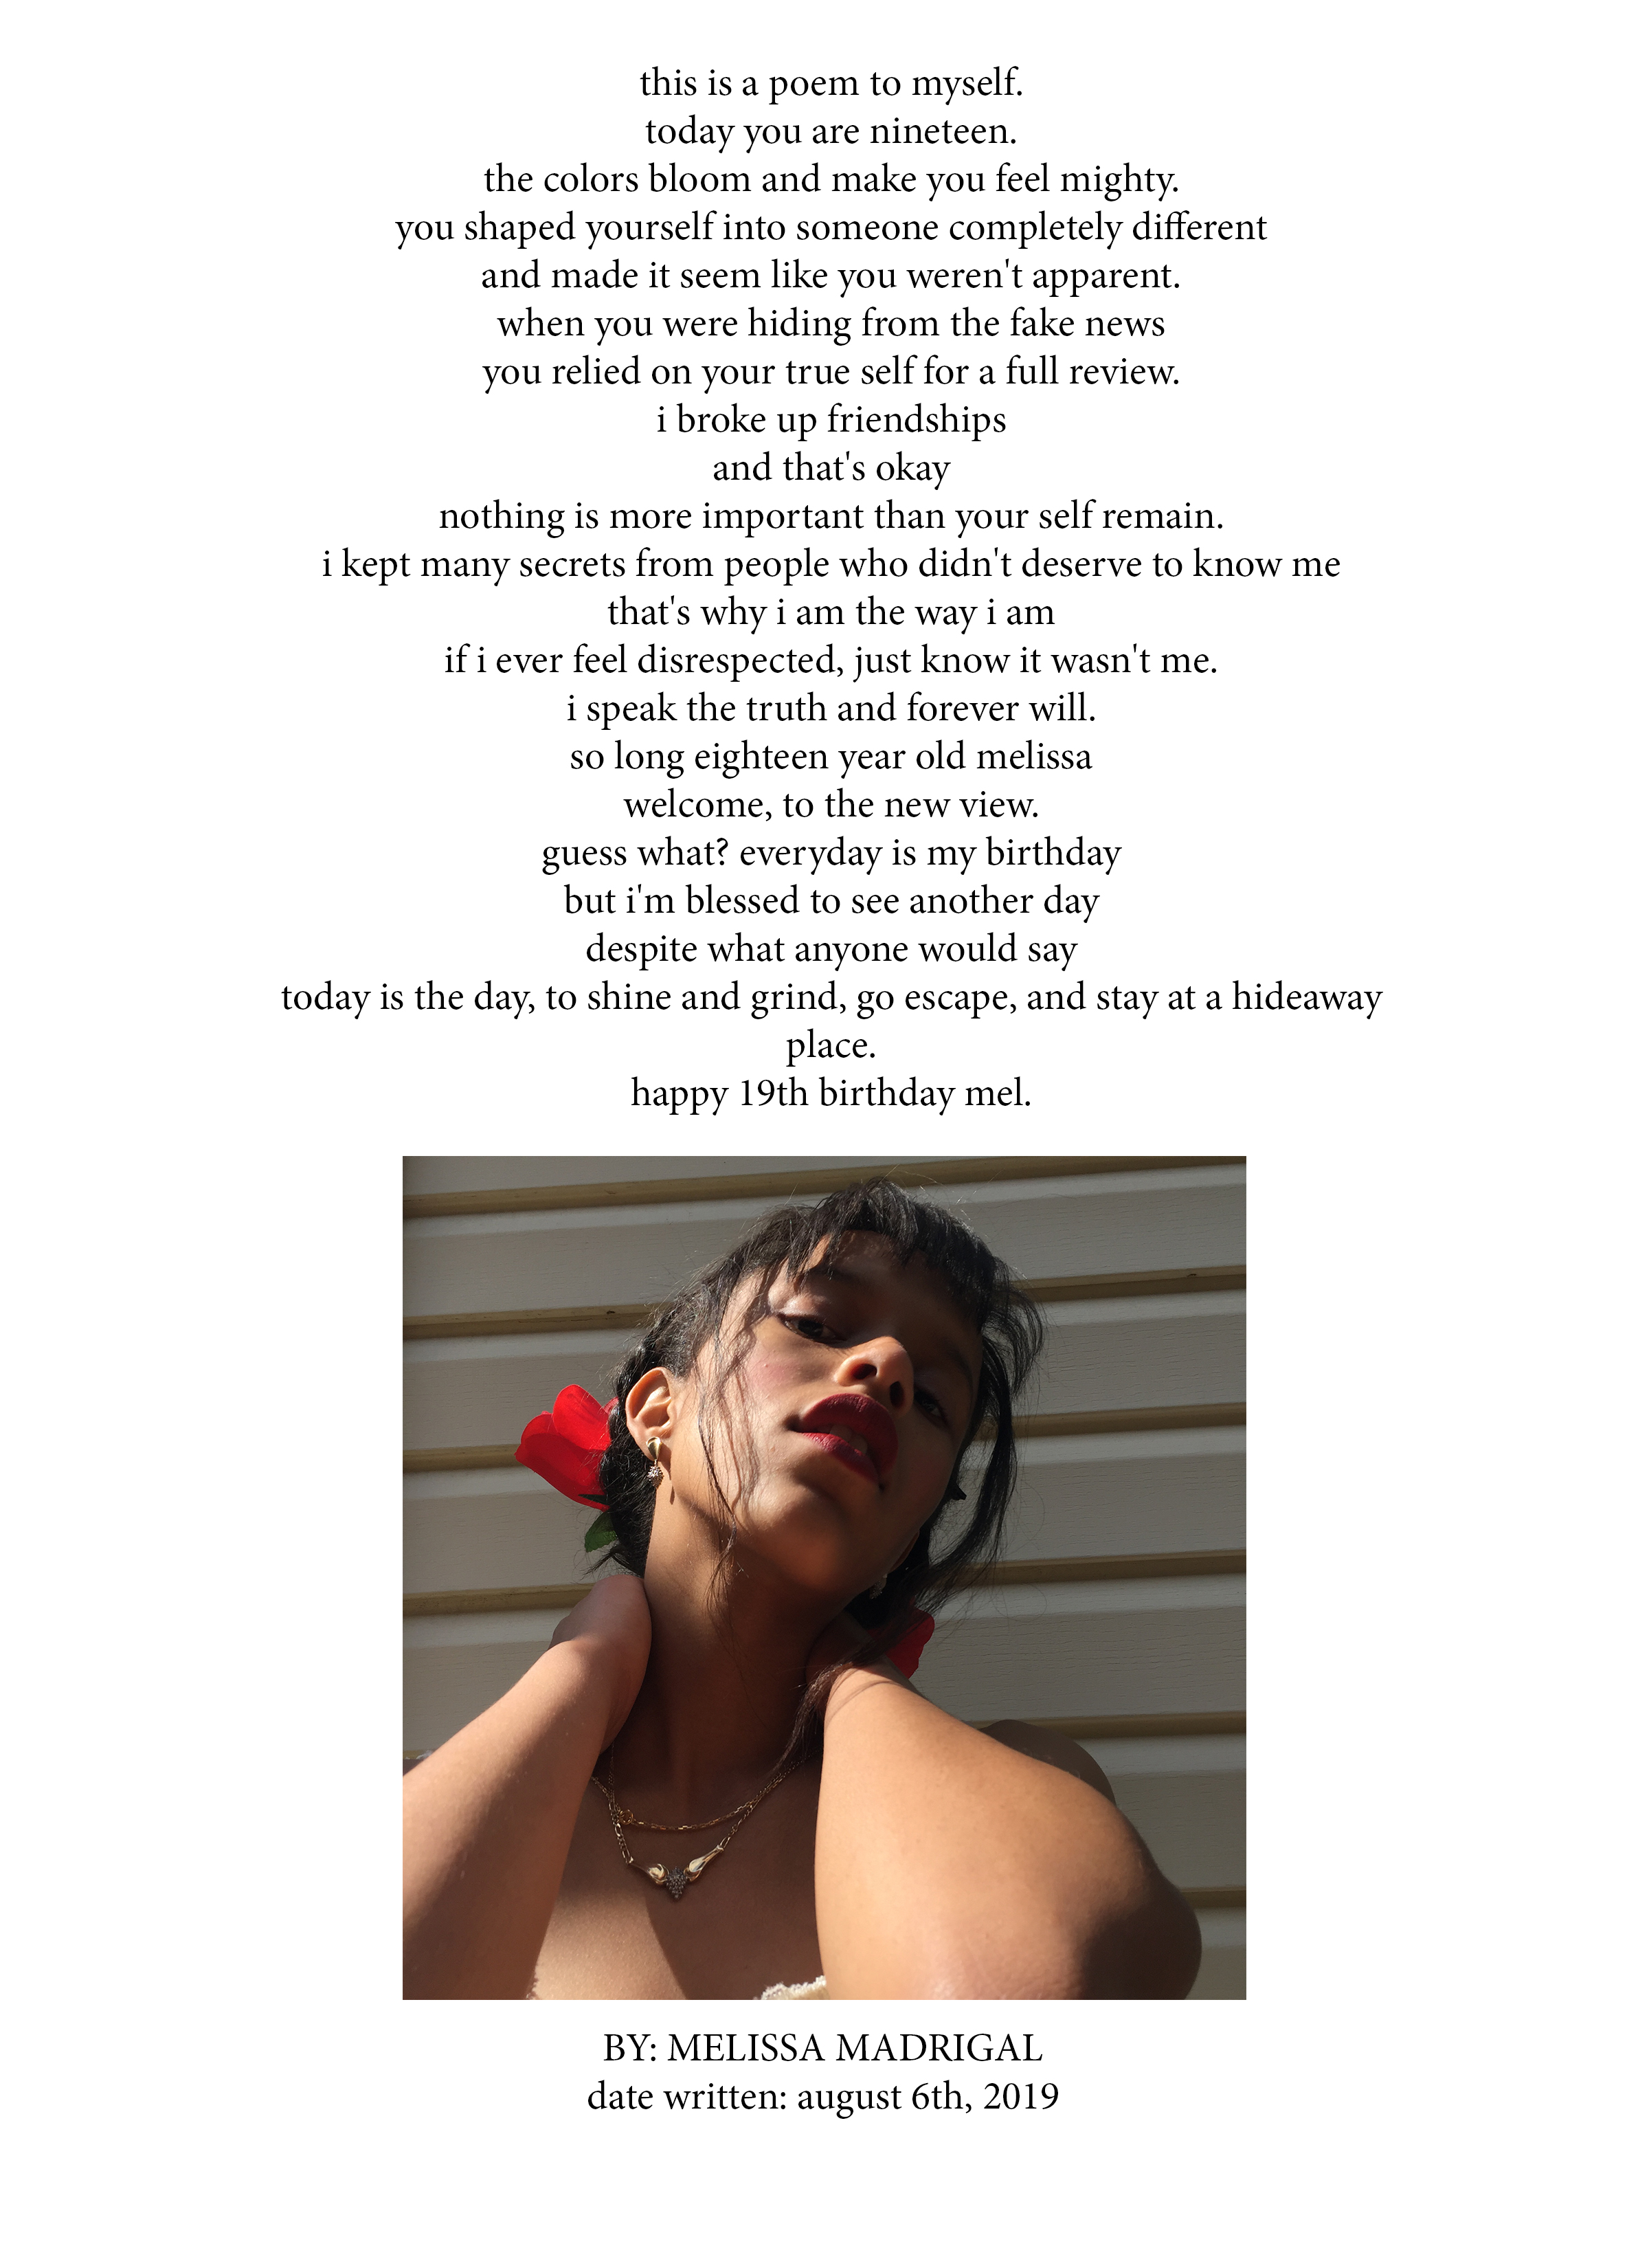 this is a poem to myself.
today you are nineteen.
the colors bloom and make you feel mighty.
you shaped yourself into someone completely different
and made it seem like you weren't apparent.
when you were hiding from the fake news
you relied on your true self for a full review.
i broke up friendships
and that's okay
nothing is more important than your self remain.
i kept many secrets from people who didn't deserve to know me
that's why i am the way i am
if i ever feel disrespected, just know it wasn't me.
i speak the truth and forever will.
so long eighteen year old melissa
welcome, to the new view.
guess what? everyday is my birthday
but i'm blessed to see another day
despite what anyone would say
today is the day, to shine and grind, go escape, and stay at a hideaway
place.
happy 19th birthday mel.
BY: MELISSA MADRIGAL
date written: august 6th, 2019